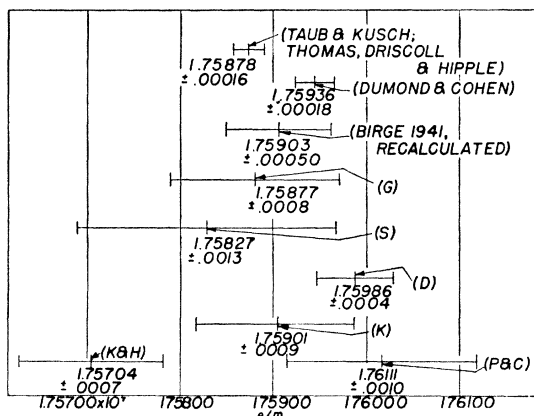 (TAUB & KUSCH;
THOMAS, DRISCOLL
& HIPPLE)
1.75878
±.00016
(DUMOND & COHEN)
1.75936
±.00018
(BIRGE 1941,
RECALCULATED)
1.75903
±.00050
(G)
1.75877
±.0008
(S)
1.75827
±.0013
(D)
1.75986
±.0004
(K)
1.75901
±.0009
(K&H)
1.75704
±.0007
(P&C)
1.76111
±.0010
1.75700x10⁴ 175800 175900 176000 176100
e/m